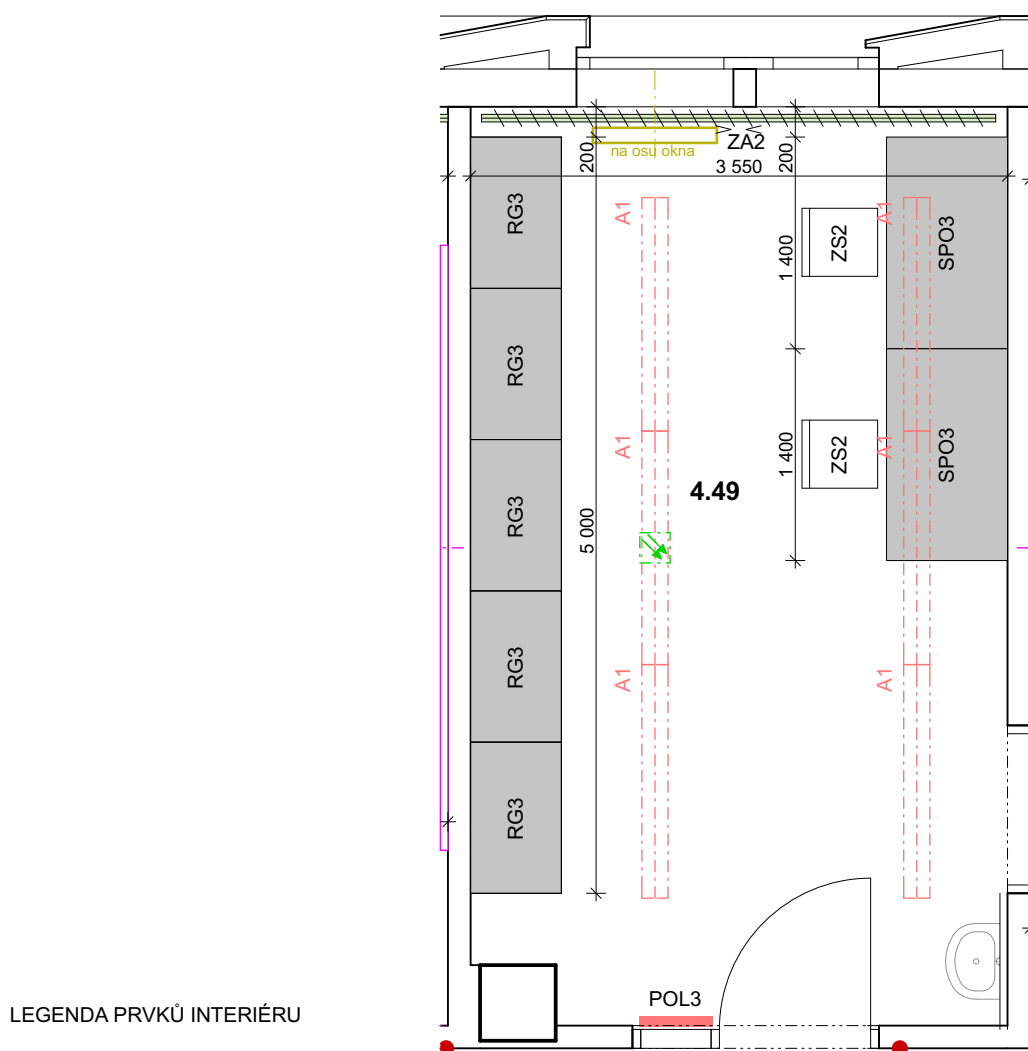 ZA2
na osu okna
200
200
3 550
RG3
A1
A1
ZS2
SPO3
1 400
RG3
A1
A1
ZS2
SPO3
1 400
4.49
RG3
5 000
RG3
A1
A1
RG3
POL3
LEGENDA PRVKŮ INTERIÉRU